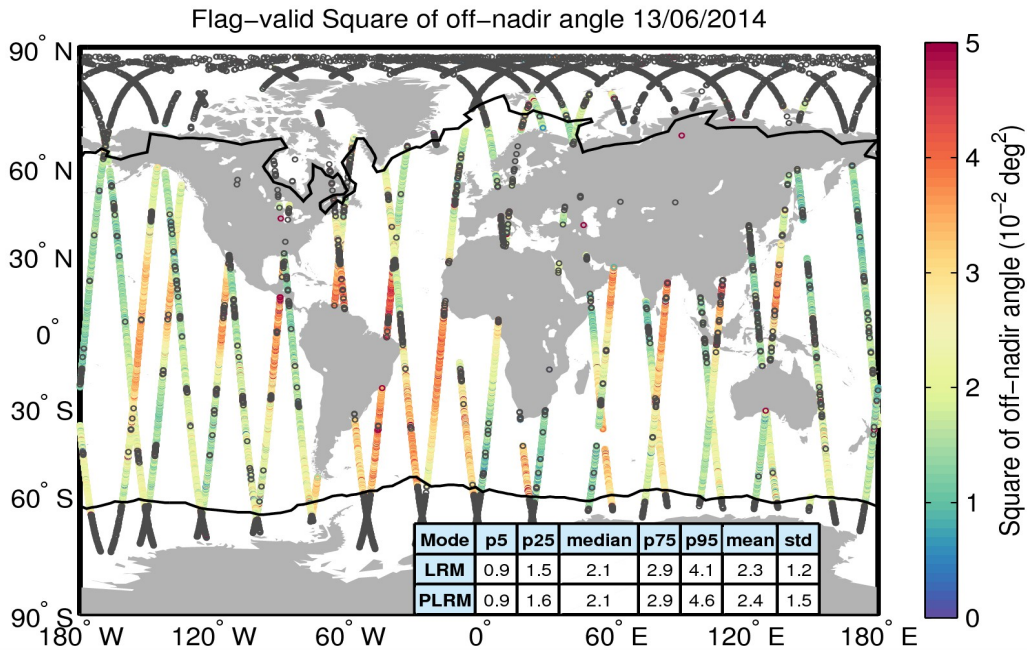 Flag−valid Square of off−nadir angle 13/06/2014
90° N
60° N
30° N
0°
30° S
60° S
90° S
180° W
120° W
60° W
0°
60° E
120° E
180° E
Mode p5 p25 median p75 p95 mean std
LRM 0.9 1.5 2.1 2.9 4.1 2.3 1.2
PLRM 0.9 1.6 2.1 2.9 4.6 2.4 1.5
5
4
3
2
1
0
Square of off−nadir angle (10⁻² deg²)